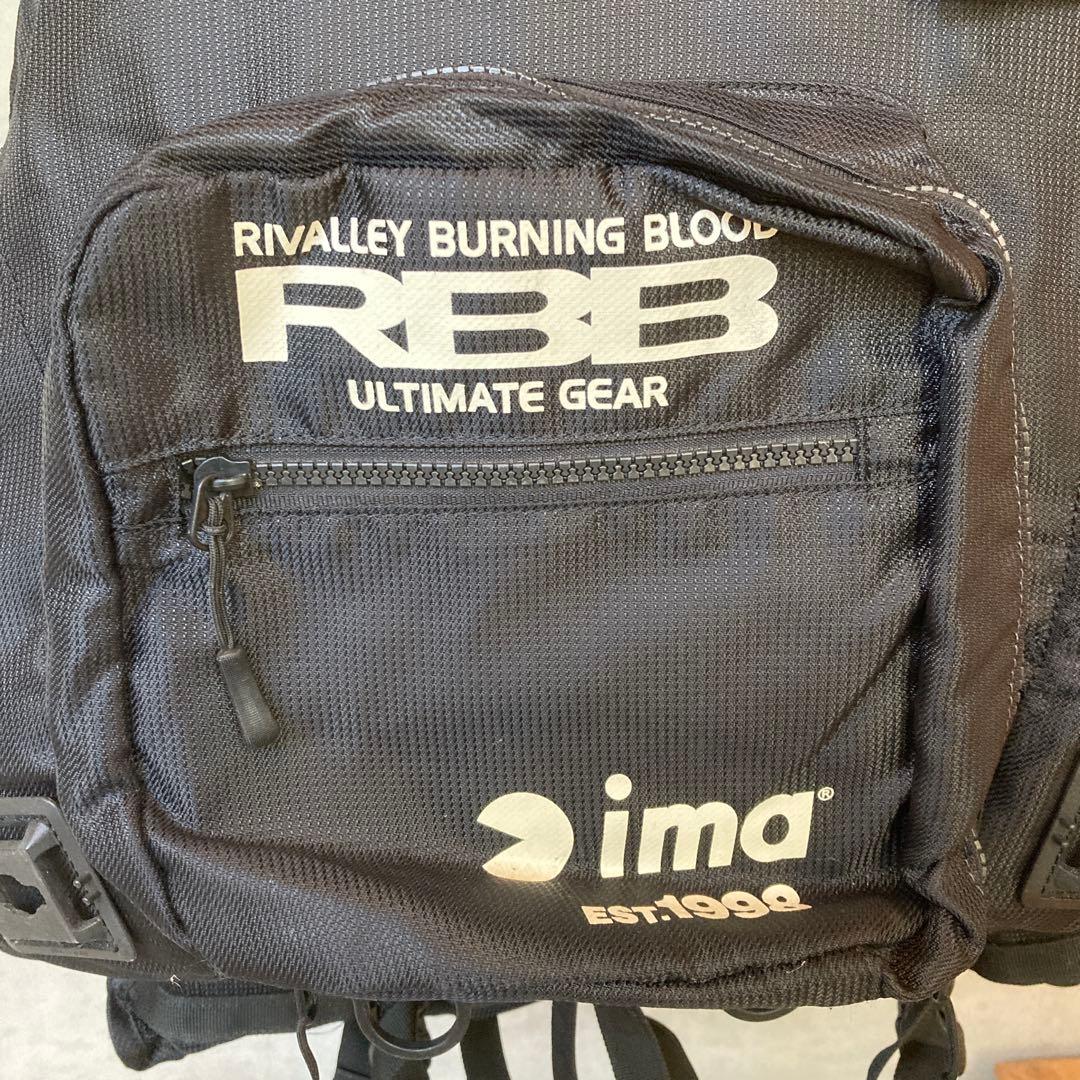 RIVALLEY BURNING BLOOD
RBB
ULTIMATE GEAR
ima®
EST.1998